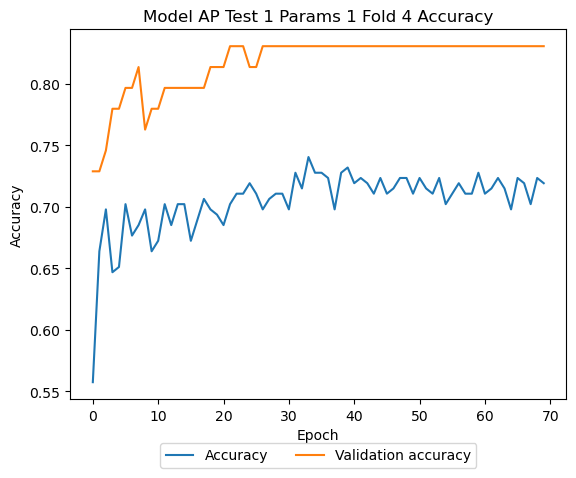 Model AP Test 1 Params 1 Fold 4 Accuracy
Accuracy
0.80
0.75
0.70
0.65
0.60
0.55
0 10 20 30 40 50 60 70
Epoch
Accuracy Validation accuracy